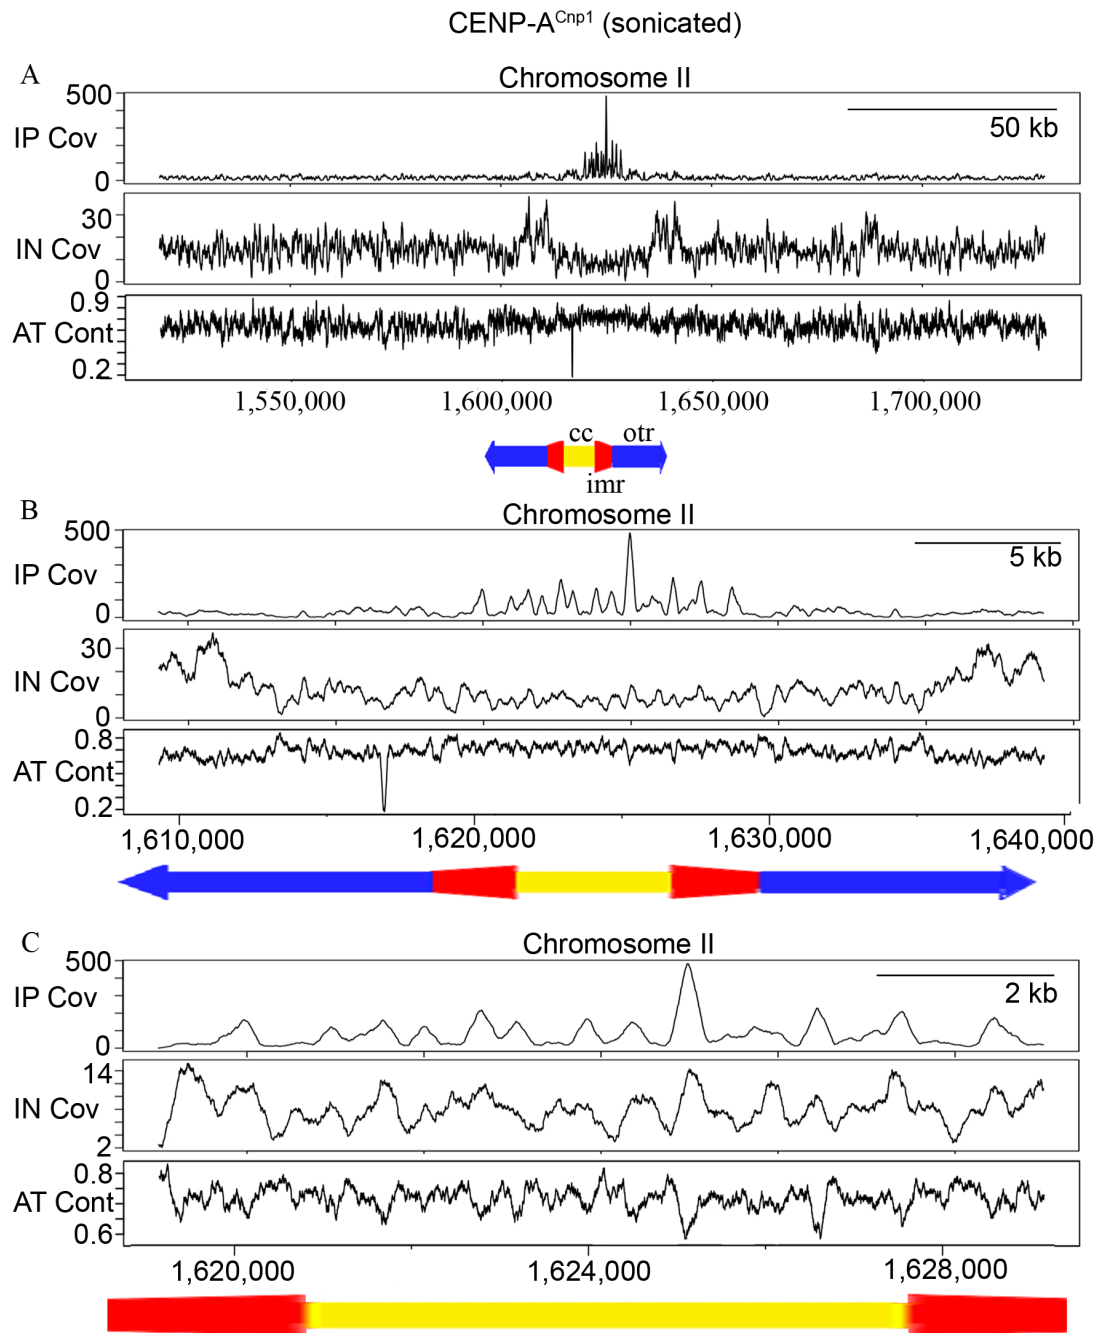 CENP-A^Cnp1 (sonicated)
A
Chromosome II
500
IP Cov
0
50 kb
30
IN Cov
0
0.9
AT Cont
0.2
1,550,000 1,600,000 1,650,000 1,700,000
cc otr
imr
B
Chromosome II
500
IP Cov
0
5 kb
30
IN Cov
0
0.8
AT Cont
0.2
1,610,000 1,620,000 1,630,000 1,640,000
C
Chromosome II
500
IP Cov
0
2 kb
14
IN Cov
2
0.8
AT Cont
0.6
1,620,000 1,624,000 1,628,000